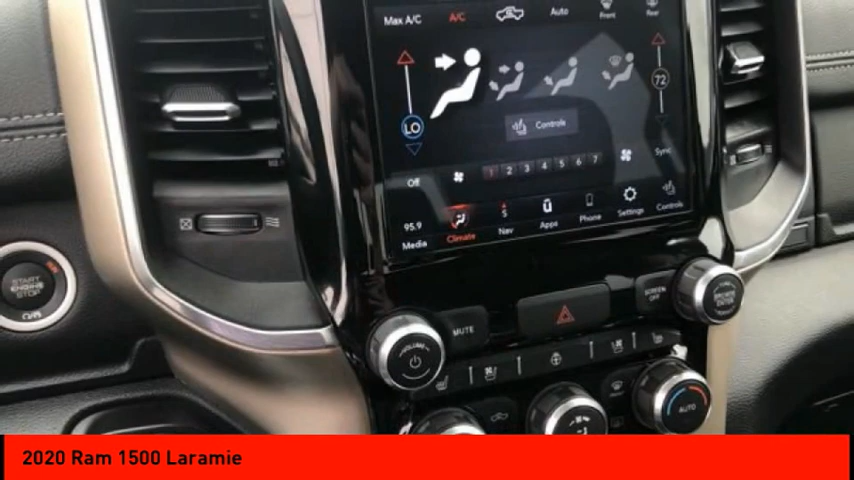 Max A/C A/C Auto Front Rear
72
LO
Controls
Sync
Off 1 2 3 4 5 6 7
95.9 S
Media Climate Nav Apps Phone Settings Controls
START
ENGINE
STOP
SCREEN
OFF
BROWSE
ENTER
MUTE
VOLUME
AUTO
2020 Ram 1500 Laramie